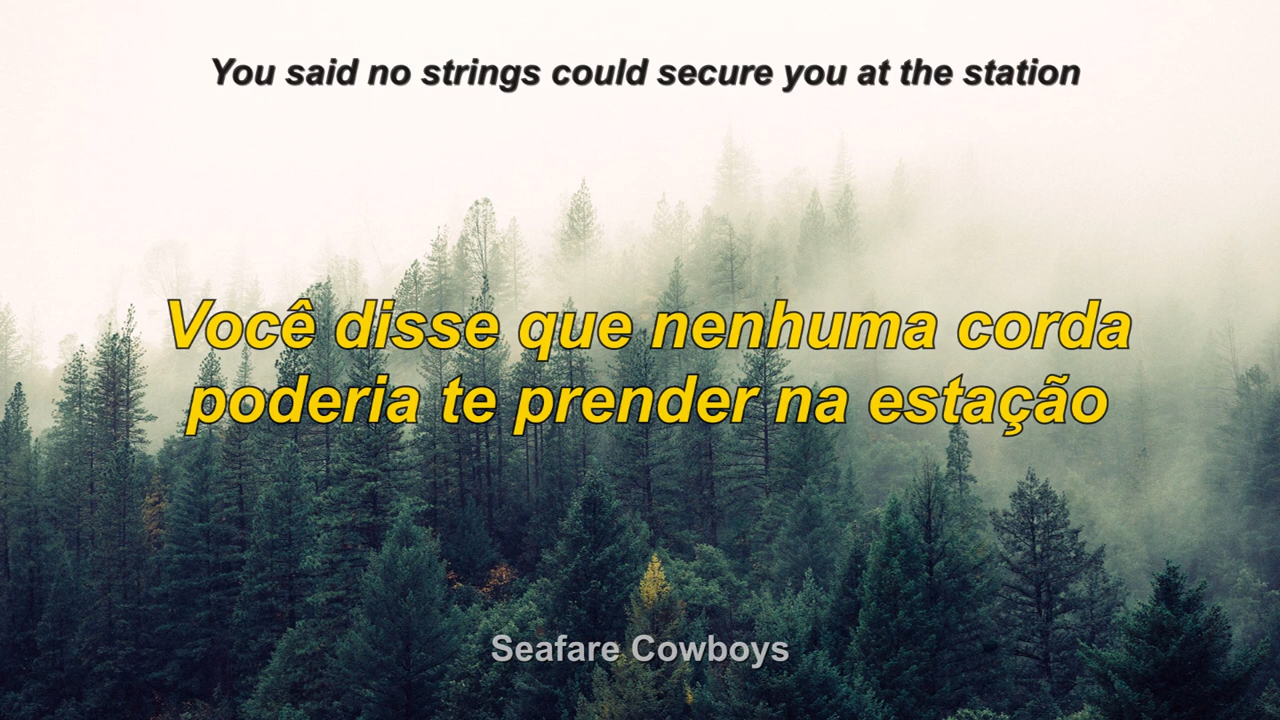 You said no strings could secure you at the station
Você disse que nenhuma corda
poderia te prender na estação
Seafare Cowboys